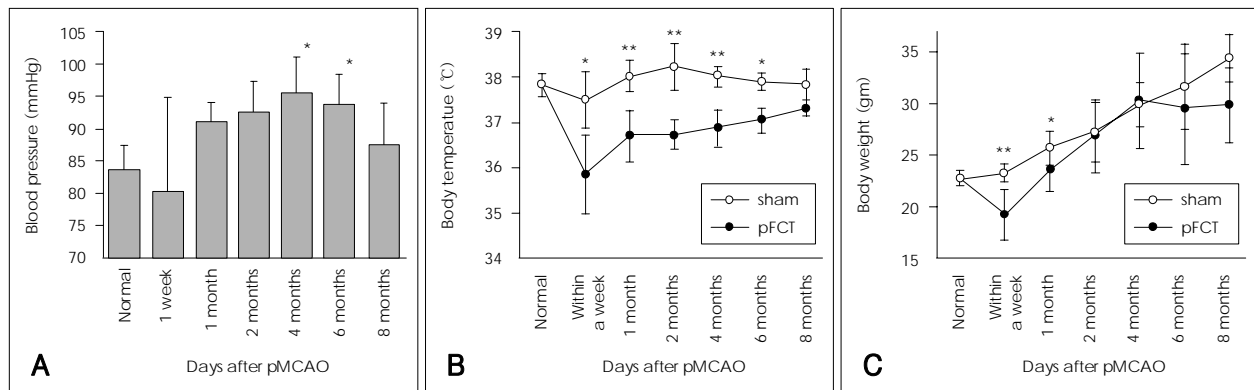 105
100
95
90
85
80
75
70
Blood pressure (mmHg)
*
*
Normal
1 week
1 month
2 months
4 months
6 months
8 months
Days after pMCAO
A
39
38
37
36
35
34
Body temperatue (℃)
*
**
**
**
*
sham
pFCT
Normal
Within
a week
1 month
2 months
4 months
6 months
8 months
Days after pMCAO
B
35
30
25
20
15
Body weight (gm)
**
*
sham
pFCT
Normal
Within
a week
1 month
2 months
4 months
6 months
8 months
Days after pMCAO
C